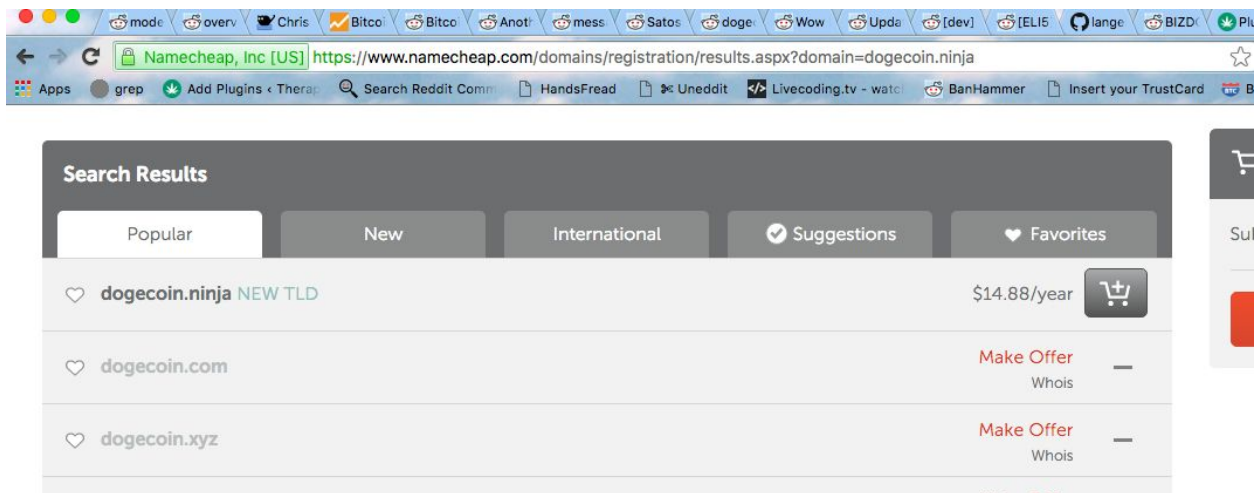 mode overv Chris Bitcoi Bitco Anoth mess Satos doge Wow Upda [dev] [ELI5 lange BIZD Plu
Namecheap, Inc [US] https://www.namecheap.com/domains/registration/results.aspx?domain=dogecoin.ninja
Apps grep Add Plugins ‹ Therap Search Reddit Comm HandsFread Uneddit Livecoding.tv - watc BanHammer Insert your TrustCard B
Search Results
Popular New International Suggestions Favorites
Sul
dogecoin.ninja NEW TLD $14.88/year
dogecoin.com Make Offer
Whois
dogecoin.xyz Make Offer
Whois